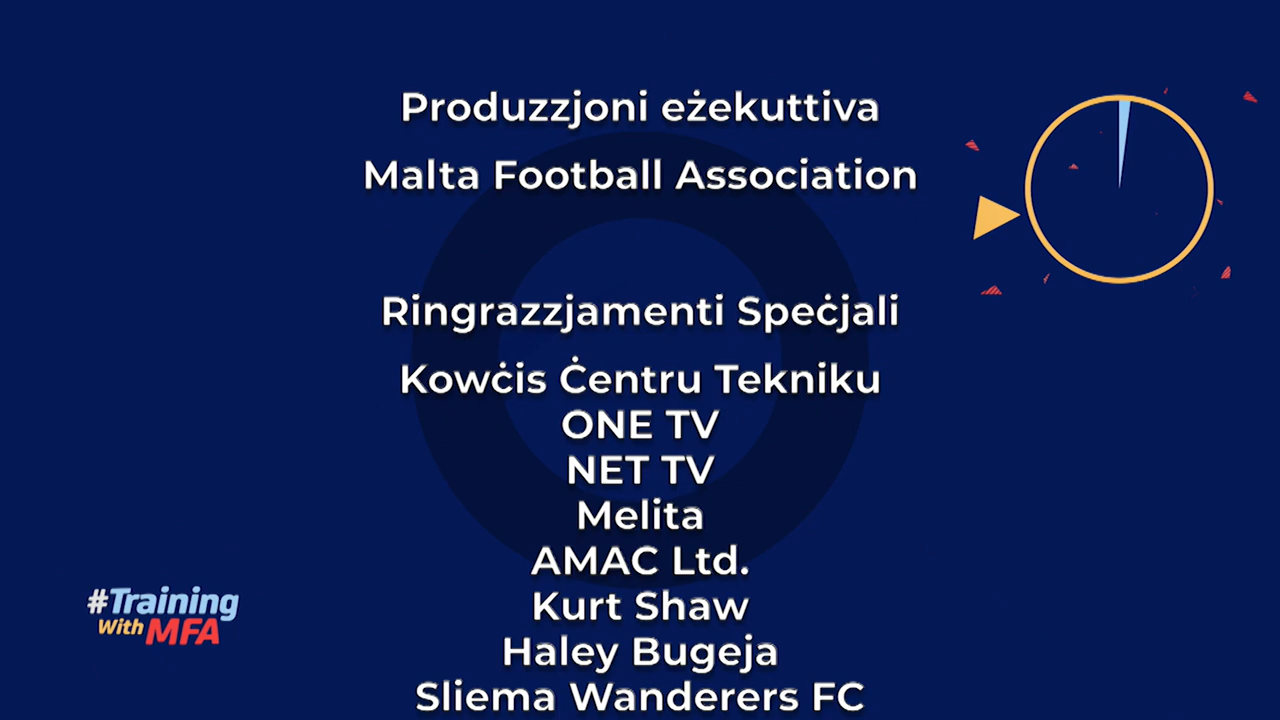 Produzzjoni eżekuttiva
Malta Football Association
Ringrazzjamenti Speċjali
Kowċis Ċentru Tekniku
ONE TV
NET TV
Melita
AMAC Ltd.
Kurt Shaw
Haley Bugeja
Sliema Wanderers FC
#Training
With MFA